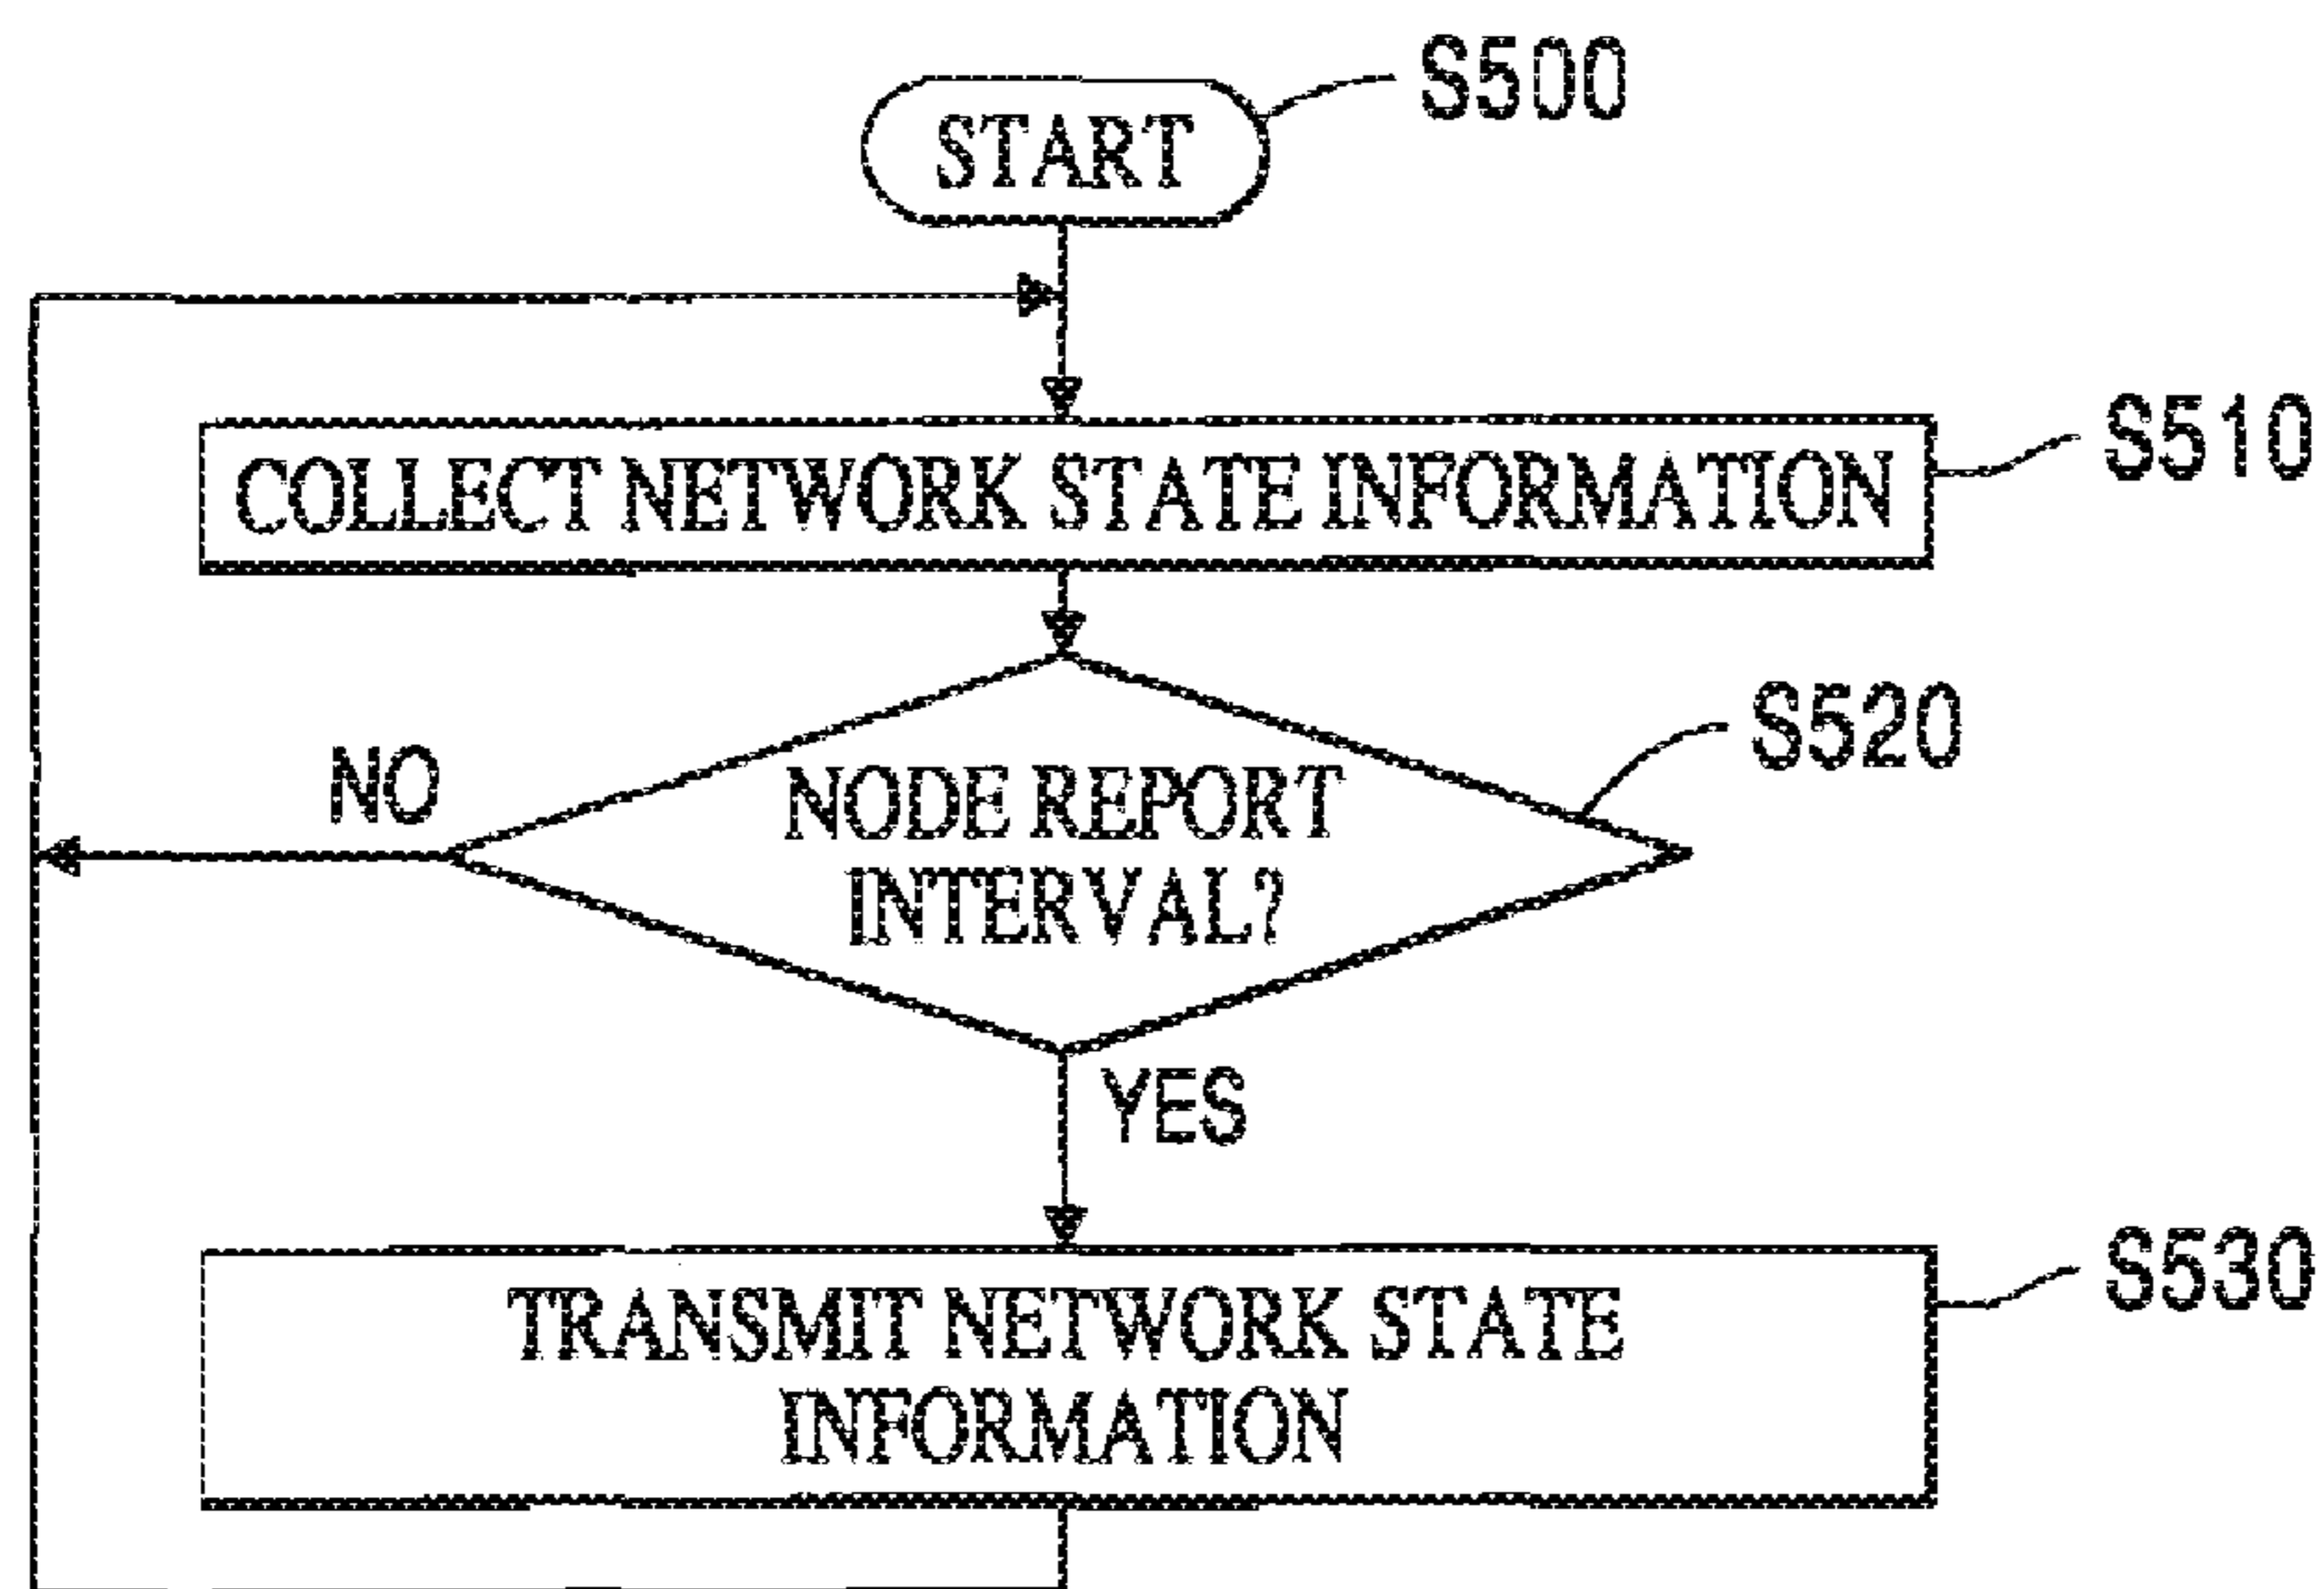 START
S500
COLLECT NETWORK STATE INFORMATION
S510
NODE REPORT
INTERVAL?
S520
NO
YES
TRANSMIT NETWORK STATE
INFORMATION
S530